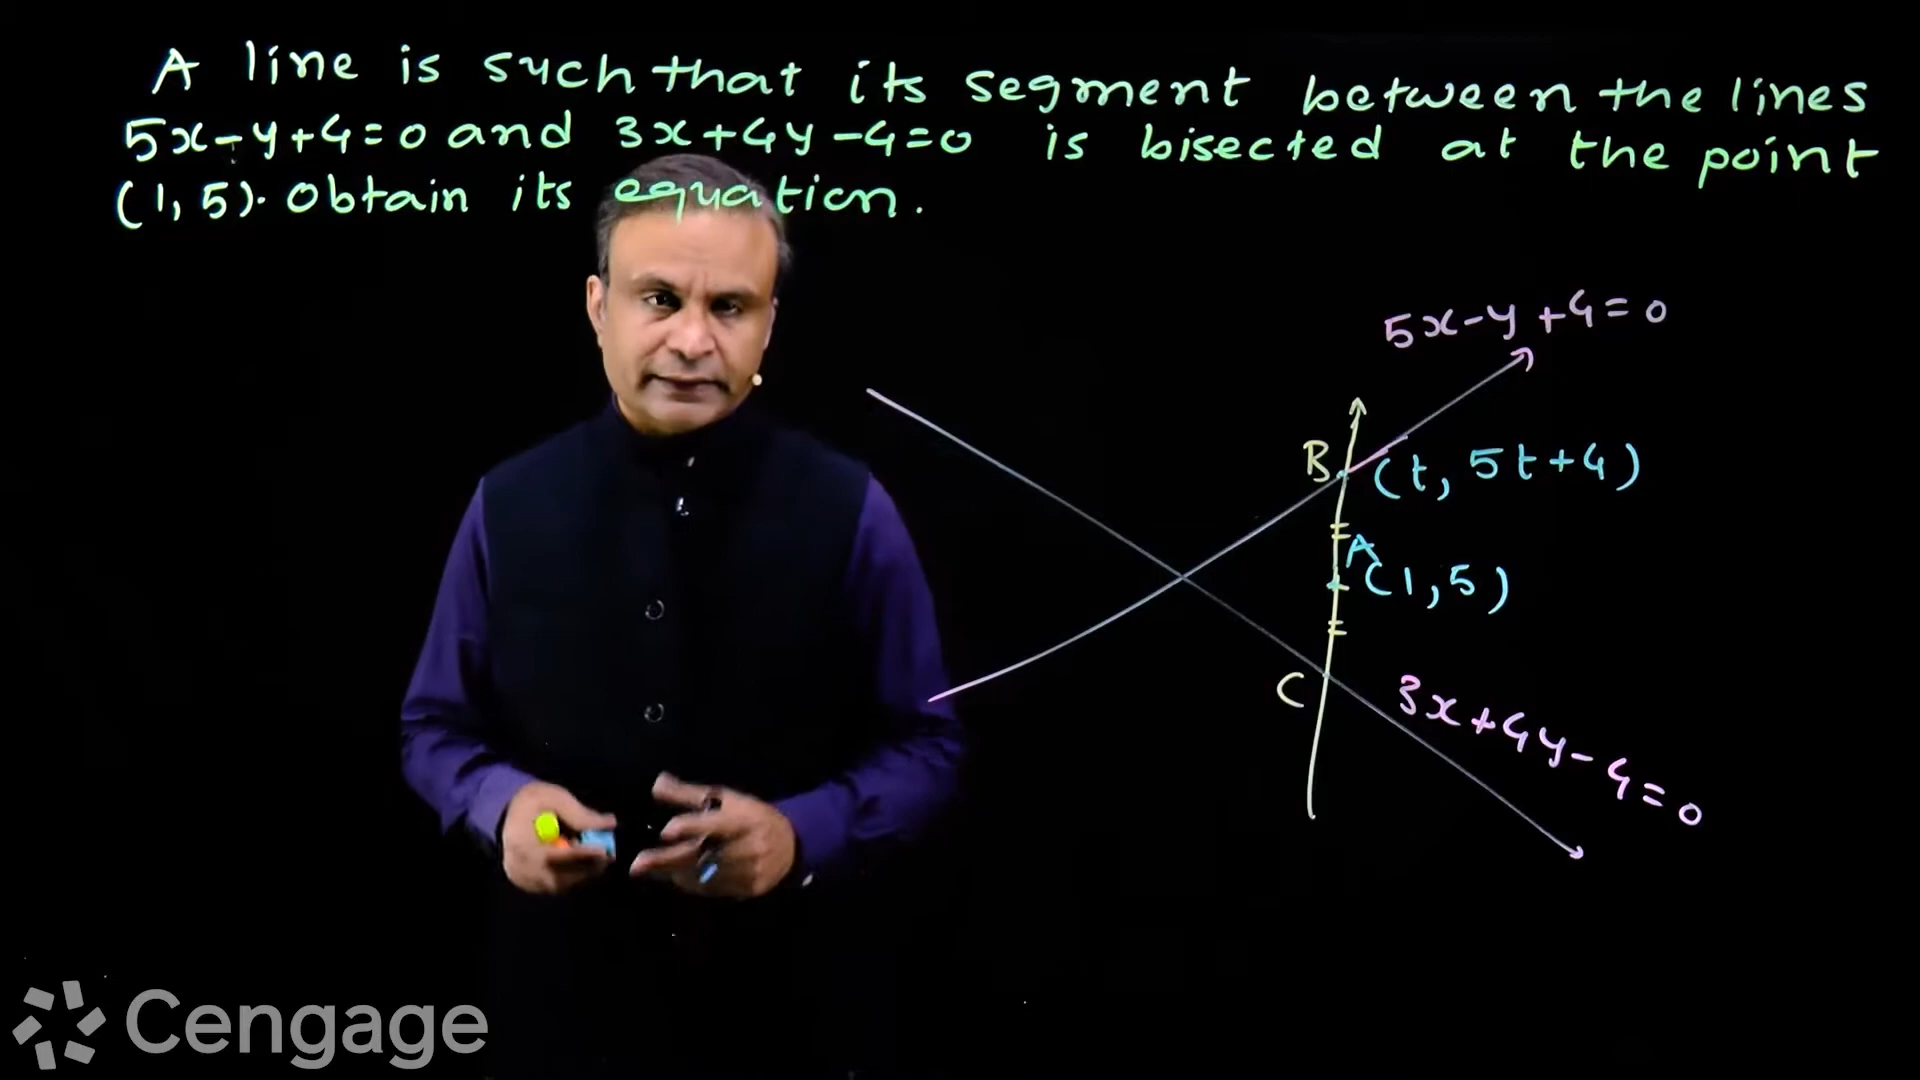 A line is such that its segment between the lines
5x-y+4=0 and 3x+4y-4=0 is bisected at the point
(1,5). Obtain its equation.
5x-y+4=0
B (t, 5t+4)
A
(1,5)
C
3x+4y-4=0
Cengage